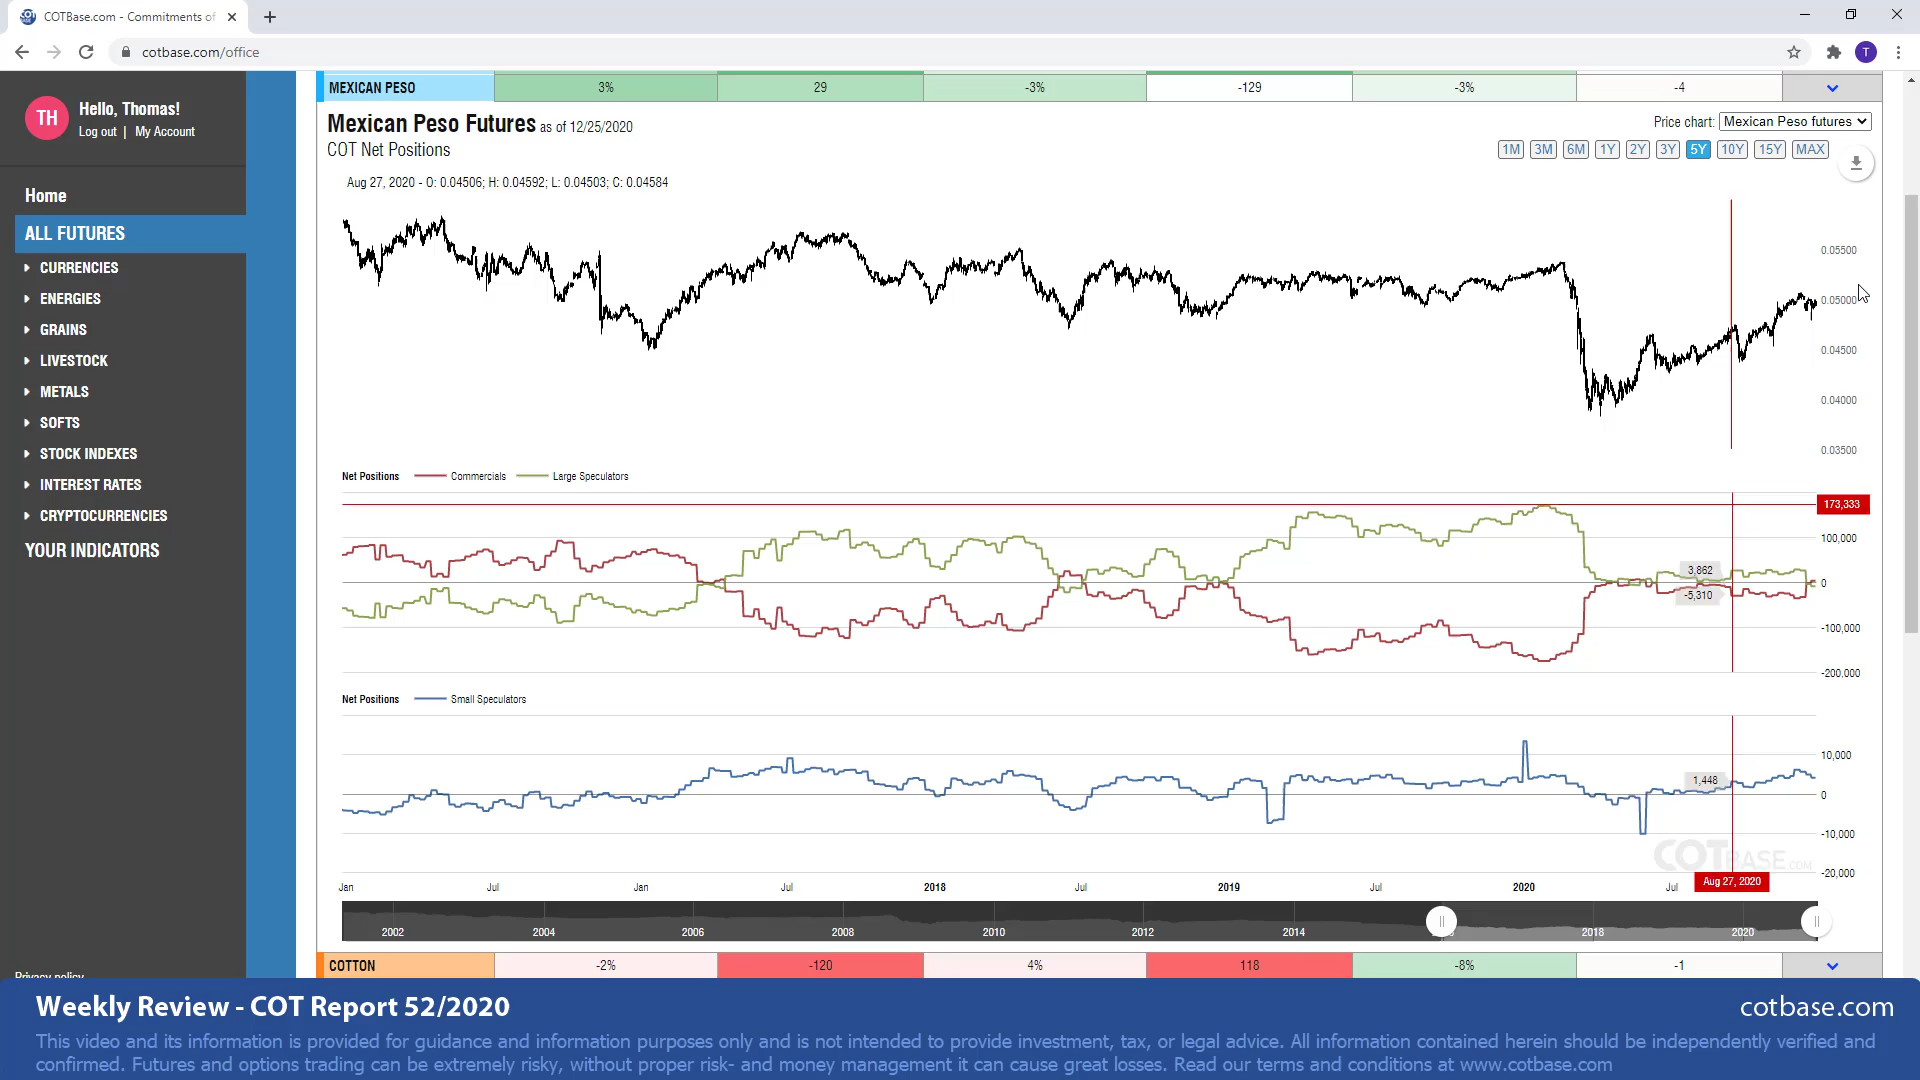 COTBase.com - Commitments of
cotbase.com/office
T
MEXICAN PESO 3% 29 -3% -129 -3% -4
TH
Hello, Thomas!
Log out | My Account
Home
ALL FUTURES
CURRENCIES
ENERGIES
GRAINS
LIVESTOCK
METALS
SOFTS
STOCK INDEXES
INTEREST RATES
CRYPTOCURRENCIES
YOUR INDICATORS
Mexican Peso Futures as of 12/25/2020
COT Net Positions
Price chart: Mexican Peso futures
1M 3M 6M 1Y 2Y 3Y 5Y 10Y 15Y MAX
Aug 27, 2020 - O: 0.04506; H: 0.04592; L: 0.04503; C: 0.04584
0.05500
0.05000
0.04500
0.04000
0.03500
Net Positions Commercials Large Speculators
173,333
100,000
3,862
0
-5,310
-100,000
-200,000
Net Positions Small Speculators
10,000
1,448
0
-10,000
COTBASE.COM
-20,000
Jan Jul Jan Jul 2018 Jul 2019 Jul 2020 Jul Aug 27, 2020
2002 2004 2006 2008 2010 2012 2014 2018 2020
COTTON -2% -120 4% 118 -8% -1
Weekly Review - COT Report 52/2020
cotbase.com
This video and its information is provided for guidance and information purposes only and is not intended to provide investment, tax, or legal advice. All information contained herein should be independently verified and
confirmed. Futures and options trading can be extremely risky, without proper risk- and money management it can cause great losses. Read our terms and conditions at www.cotbase.com